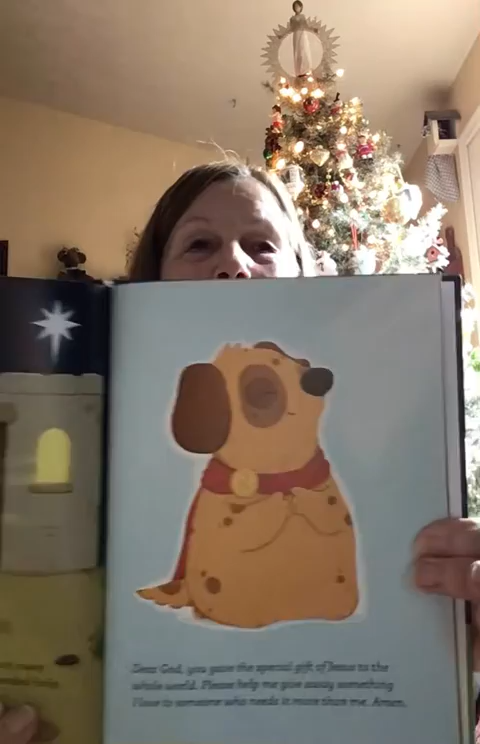 Dear God, you gave the special gift of Jesus to the
whole world. Please help me give away something
I love to someone who needs it more than me. Amen.